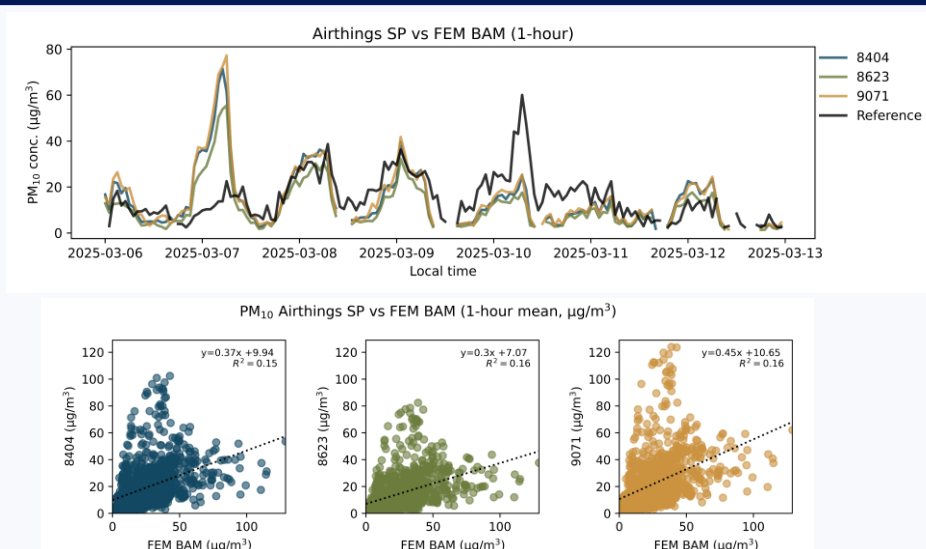 Airthings SP vs FEM BAM (1-hour)
PM₁₀ conc. (µg/m³)
80
60
40
20
0
8404
8623
9071
Reference
2025-03-06 2025-03-07 2025-03-08 2025-03-09 2025-03-10 2025-03-11 2025-03-12 2025-03-13
Local time
PM₁₀ Airthings SP vs FEM BAM (1-hour mean, µg/m³)
y=0.37x +9.94
R² = 0.15
8404 (µg/m³)
120
100
80
60
40
20
0
0 50 100
FEM BAM (µg/m³)
y=0.3x +7.07
R² = 0.16
8623 (µg/m³)
120
100
80
60
40
20
0
0 50 100
FEM BAM (µg/m³)
y=0.45x +10.65
R² = 0.16
9071 (µg/m³)
120
100
80
60
40
20
0
0 50 100
FEM BAM (µg/m³)